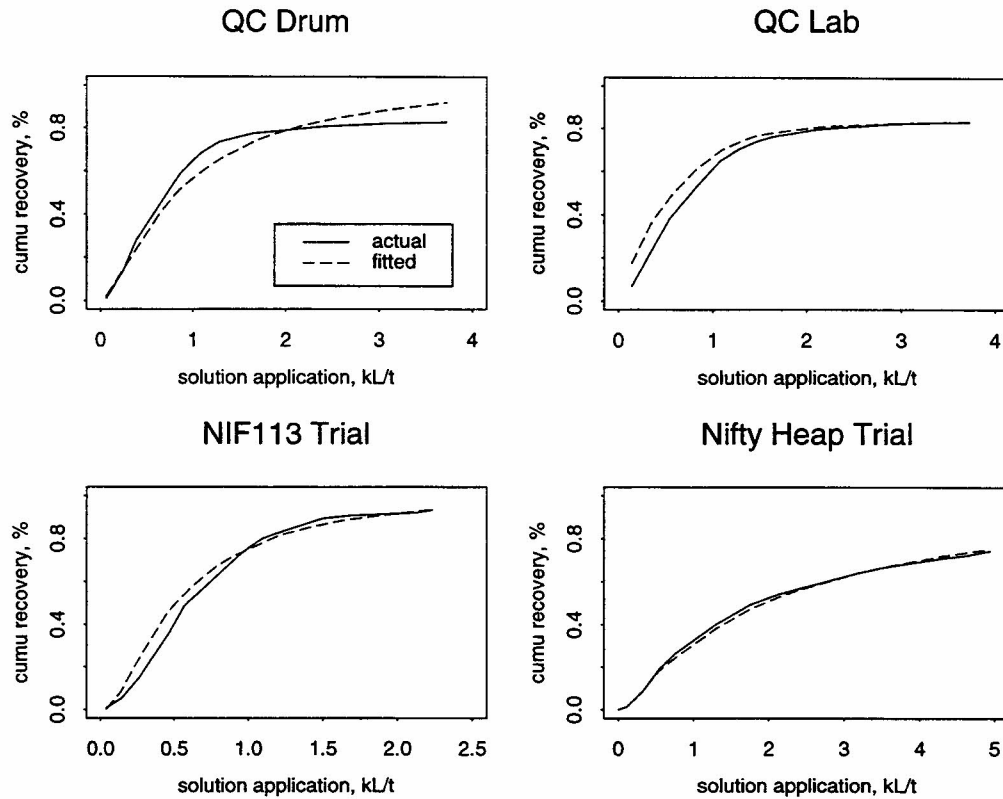 QC Drum
cumu recovery, %
0.0
0.4
0.8
actual
fitted
0 1 2 3 4
solution application, kL/t
QC Lab
cumu recovery, %
0.0
0.4
0.8
0 1 2 3 4
solution application, kL/t
NIF113 Trial
cumu recovery, %
0.0
0.4
0.8
0.0 0.5 1.0 1.5 2.0 2.5
solution application, kL/t
Nifty Heap Trial
cumu recovery, %
0.0
0.4
0.8
0 1 2 3 4 5
solution application, kL/t